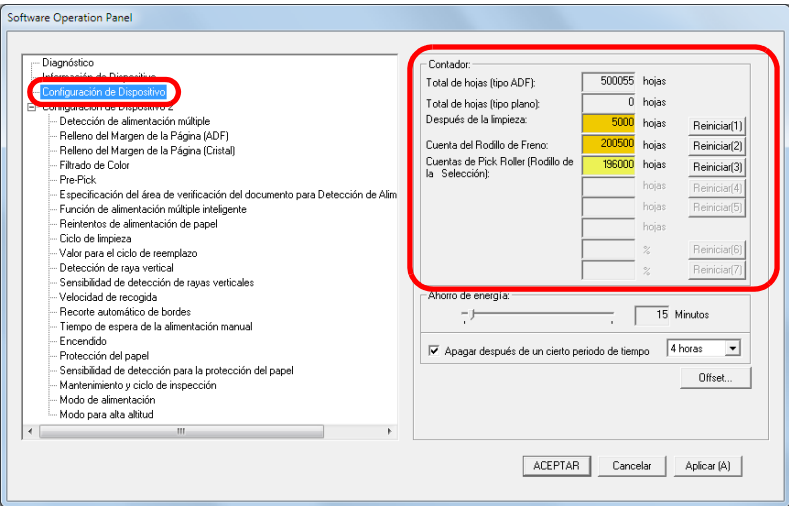 Software Operation Panel
Diagnóstico
Información de Dispositivo
Configuración de Dispositivo
Configuración de Dispositivo 2
Detección de alimentación múltiple
Relleno del Margen de la Página (ADF)
Relleno del Margen de la Página (Cristal)
Filtrado de Color
Pre-Pick
Especificación del área de verificación del documento para Detección de Alim
Función de alimentación múltiple inteligente
Reintentos de alimentación de papel
Ciclo de limpieza
Valor para el ciclo de reemplazo
Detección de raya vertical
Sensibilidad de detección de rayas verticales
Velocidad de recogida
Recorte automático de bordes
Tiempo de espera de la alimentación manual
Encendido
Protección del papel
Sensibilidad de detección para la protección del papel
Mantenimiento y ciclo de inspección
Modo de alimentación
Modo para alta altitud
Contador:
Total de hojas (tipo ADF): 500055 hojas
Total de hojas (tipo plano): 0 hojas
Después de la limpieza: 5000 hojas Reiniciar(1)
Cuenta del Rodillo de Freno: 200500 hojas Reiniciar(2)
Cuentas de Pick Roller (Rodillo de 196000 hojas Reiniciar(3)
la Selección):
hojas Reiniciar(4)
hojas Reiniciar(5)
hojas
% Reiniciar(6)
% Reiniciar(7)
Ahorro de energía:
15 Minutos
Apagar después de un cierto periodo de tiempo 4 horas
Offset...
ACEPTAR Cancelar Aplicar (A)